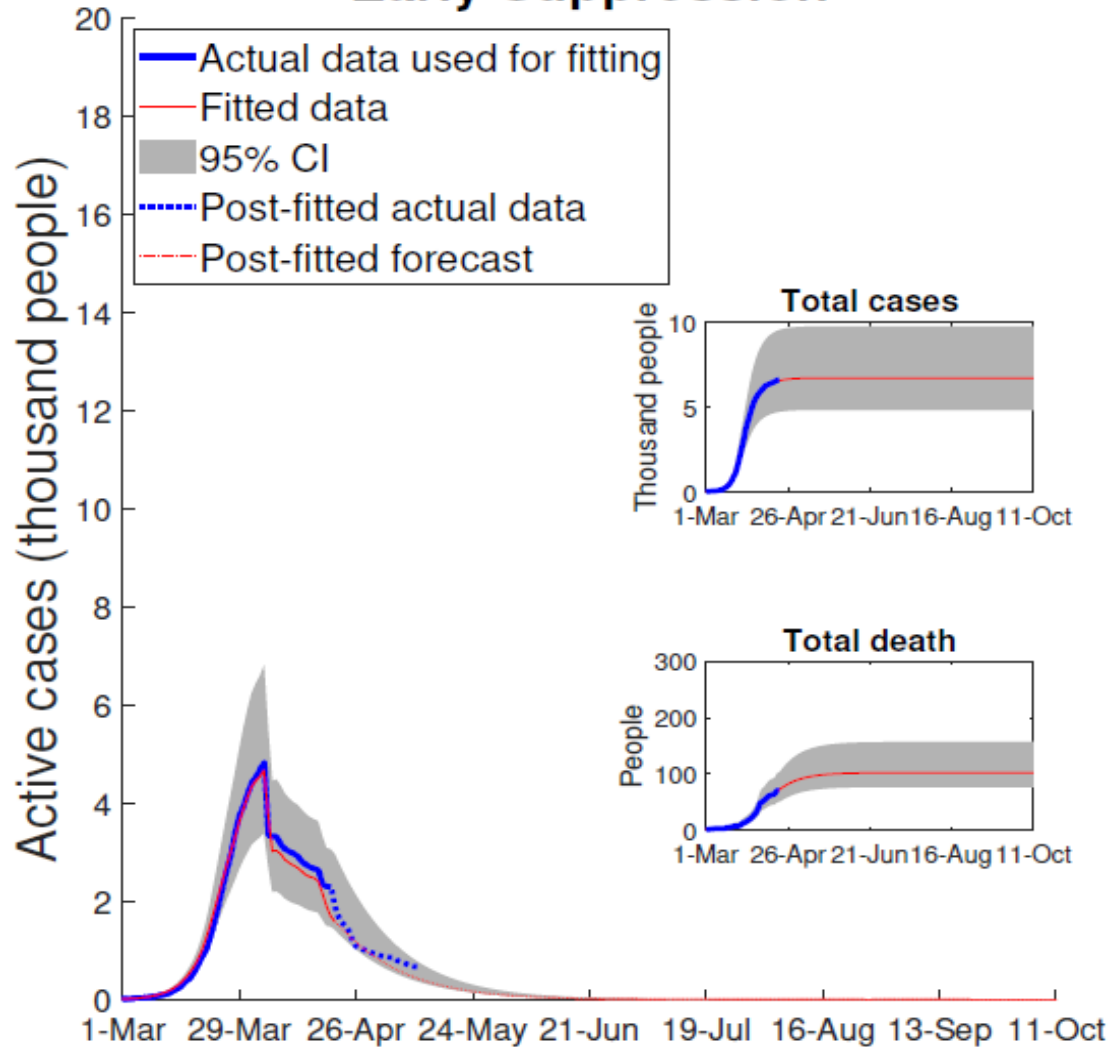 Early Suppression
Active cases (thousand people)
20
18
16
14
12
10
8
6
4
2
0
Actual data used for fitting
Fitted data
95% CI
Post-fitted actual data
Post-fitted forecast
Total cases
Thousand people
10
5
0
1-Mar 26-Apr 21-Jun 16-Aug 11-Oct
Total death
People
300
200
100
0
1-Mar 26-Apr 21-Jun 16-Aug 11-Oct
1-Mar 29-Mar 26-Apr 24-May 21-Jun 19-Jul 16-Aug 13-Sep 11-Oct